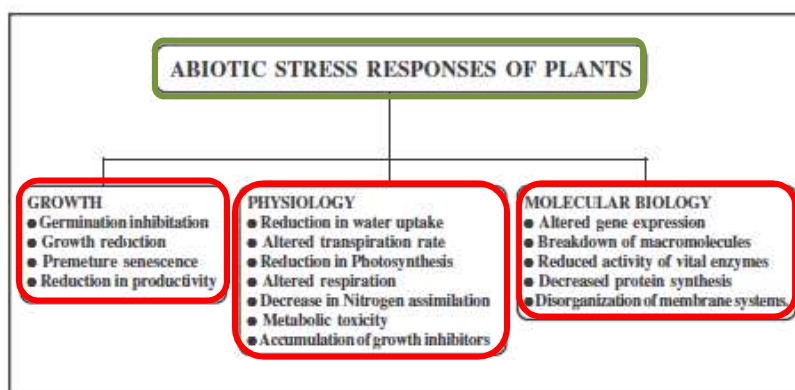 ABIOTIC STRESS RESPONSES OF PLANTS
GROWTH
● Germination inhibitation
● Growth reduction
● Premeture senescence
● Reduction in productivity
PHYSIOLOGY
● Reduction in water uptake
● Altered transpiration rate
● Reduction in Photosynthesis
● Altered respiration
● Decrease in Nitrogen assimilation
● Metabolic toxicity
● Accumulation of growth inhibitors
MOLECULAR BIOLOGY
● Altered gene expression
● Breakdown of macromolecules
● Reduced activity of vital enzymes
● Decreased protein synthesis
● Disorganization of membrane systems.